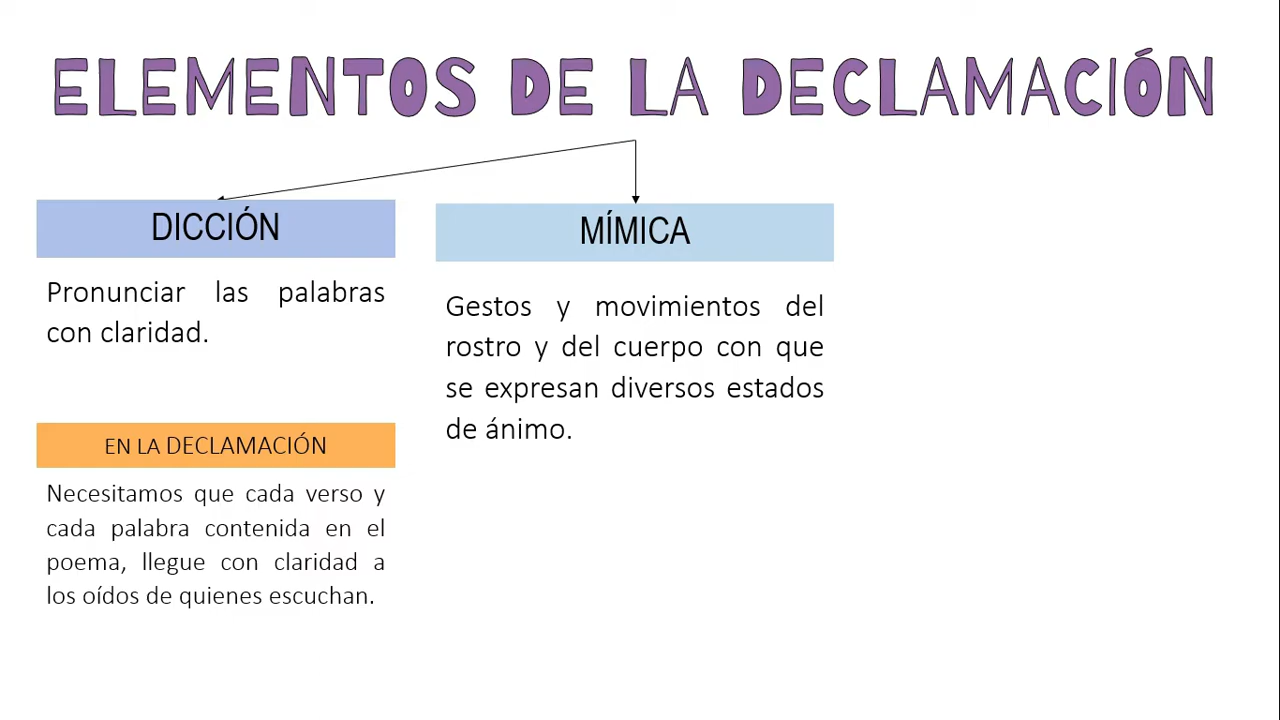 ELEMENTOS DE LA DECLAMACIÓN
DICCIÓN
Pronunciar las palabras
con claridad.
EN LA DECLAMACIÓN
Necesitamos que cada verso y
cada palabra contenida en el
poema, llegue con claridad a
los oídos de quienes escuchan.
MÍMICA
Gestos y movimientos del
rostro y del cuerpo con que
se expresan diversos estados
de ánimo.